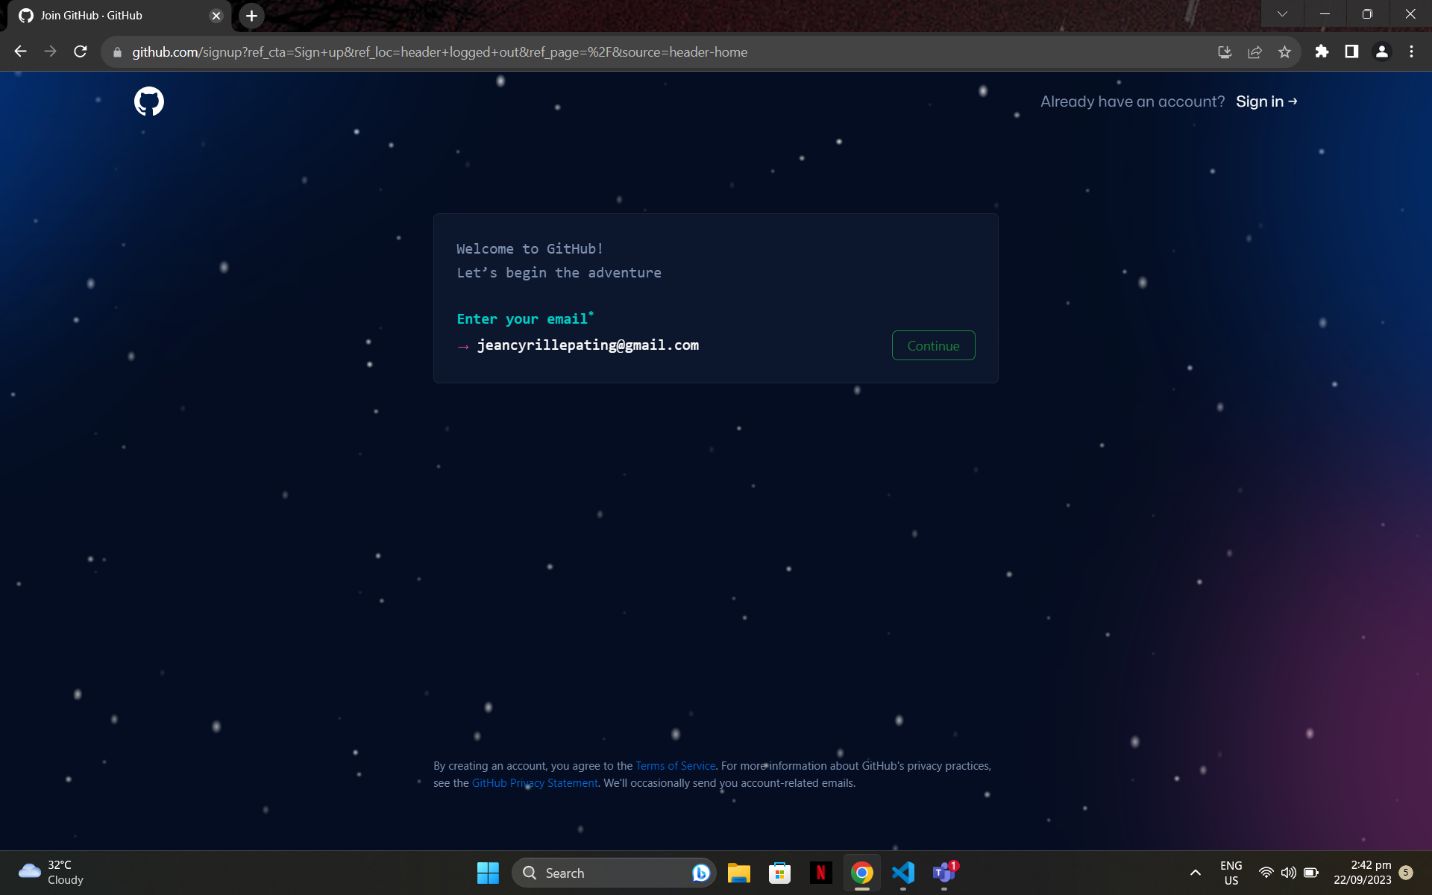 Join GitHub · GitHub
github.com/signup?ref_cta=Sign+up&ref_loc=header+logged+out&ref_page=%2F&source=header-home
Already have an account? Sign in →
Welcome to GitHub!
Let’s begin the adventure
Enter your email*
→ jeancyrillepating@gmail.com
Continue
By creating an account, you agree to the Terms of Service. For more information about GitHub's privacy practices,
see the GitHub Privacy Statement. We'll occasionally send you account-related emails.
32°C
Cloudy
Search
N
T
1
ENG
US
2:42 pm
22/09/2023
5